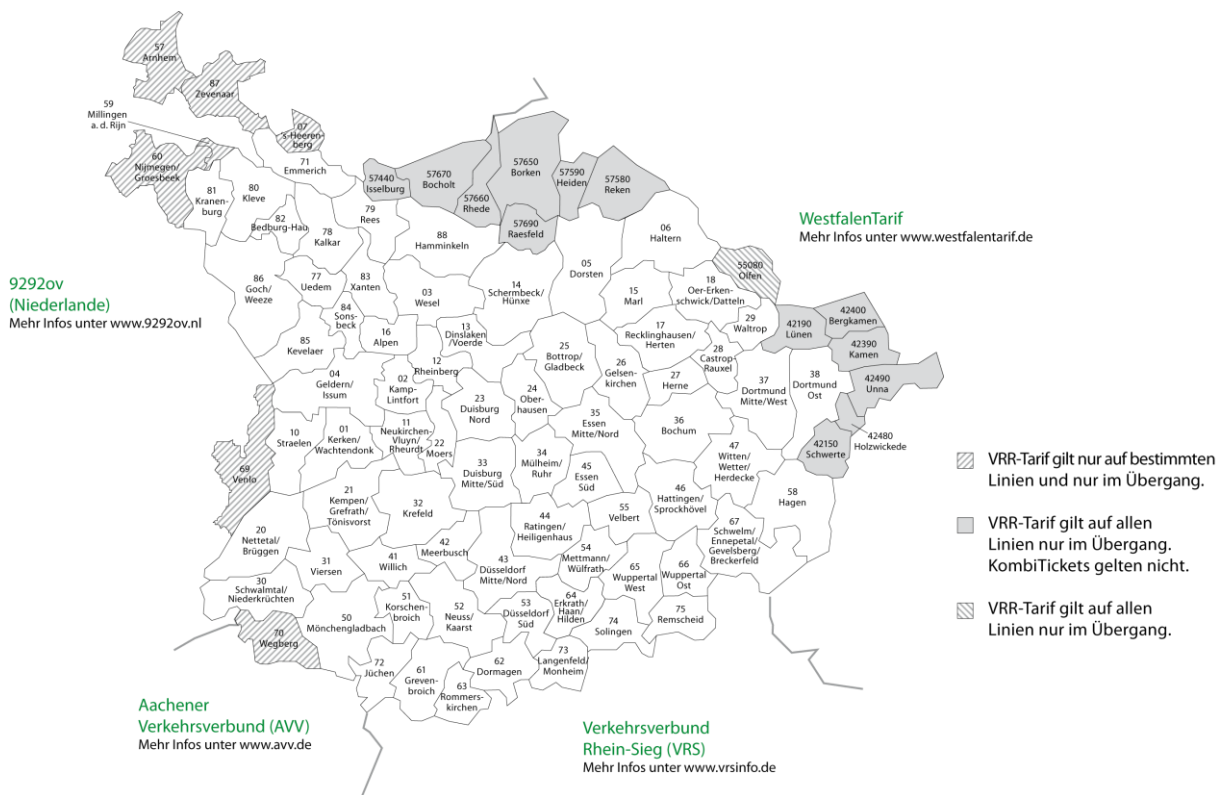 57
Arnhem
87
Zevenaar
59
Millingen
a. d. Rijn
07
's-Heeren-
berg
60
Nijmegen/
Groesbeek
71
Emmerich
57440
Isselburg
57670
Bocholt
57660
Rhede
57650
Borken
57590
Heiden
57580
Reken
57690
Raesfeld
81
Kranen-
burg
80
Kleve
82
Bedburg-Hau
79
Rees
78
Kalkar
88
Hamminkeln
06
Haltern
WestfalenTarif
Mehr Infos unter www.westfalentarif.de
05
Dorsten
55080
Olfen
9292ov
(Niederlande)
Mehr Infos unter www.9292ov.nl
86
Goch/
Weeze
77
Uedem
83
Xanten
03
Wesel
14
Schermbeck/
Hünxe
15
Marl
18
Oer-Erken-
schwick/Datteln
84
Sons-
beck
16
Alpen
13
Dinslaken
/Voerde
17
Recklinghausen/
Herten
29
Waltrop
42190
Lünen
42400
Bergkamen
42390
Kamen
85
Kevelaer
25
Bottrop/
Gladbeck
26
Gelsen-
kirchen
28
Castrop-
Rauxel
27
Herne
37
Dortmund
Mitte/West
38
Dortmund
Ost
42490
Unna
04
Geldern/
Issum
02
Kamp-
Lintfort
12
Rheinberg
23
Duisburg
Nord
24
Ober-
hausen
35
Essen
Mitte/Nord
36
Bochum
42480
Holzwickede
42150
Schwerte
10
Straelen
01
Kerken/
Wachtendonk
11
Neukirchen-
Vluyn/
Rheurdt
22
Moers
33
Duisburg
Mitte/Süd
34
Mülheim/
Ruhr
45
Essen
Süd
47
Witten/
Wetter/
Herdecke
69
Venlo
21
Kempen/
Grefrath/
Tönisvorst
32
Krefeld
46
Hattingen/
Sprockhövel
58
Hagen
44
Ratingen/
Heiligenhaus
55
Velbert
67
Schwelm/
Ennepetal/
Gevelsberg/
Breckerfeld
20
Nettetal/
Brüggen
31
Viersen
41
Willich
42
Meerbusch
43
Düsseldorf
Mitte/Nord
54
Mettmann/
Wülfrath
65
Wuppertal
West
66
Wuppertal
Ost
30
Schwalmtal/
Niederkrüchten
50
Mönchengladbach
51
Korschen-
broich
52
Neuss/
Kaarst
53
Düsseldorf
Süd
64
Erkrath/
Haan/
Hilden
74
Solingen
75
Remscheid
70
Wegberg
72
Jüchen
61
Greven-
broich
63
Rommers-
kirchen
62
Dormagen
73
Langenfeld/
Monheim
VRR-Tarif gilt nur auf bestimmten
Linien und nur im Übergang.
VRR-Tarif gilt auf allen
Linien nur im Übergang.
KombiTickets gelten nicht.
VRR-Tarif gilt auf allen
Linien nur im Übergang.
Aachener
Verkehrsverbund (AVV)
Mehr Infos unter www.avv.de
Verkehrsverbund
Rhein-Sieg (VRS)
Mehr Infos unter www.vrsinfo.de